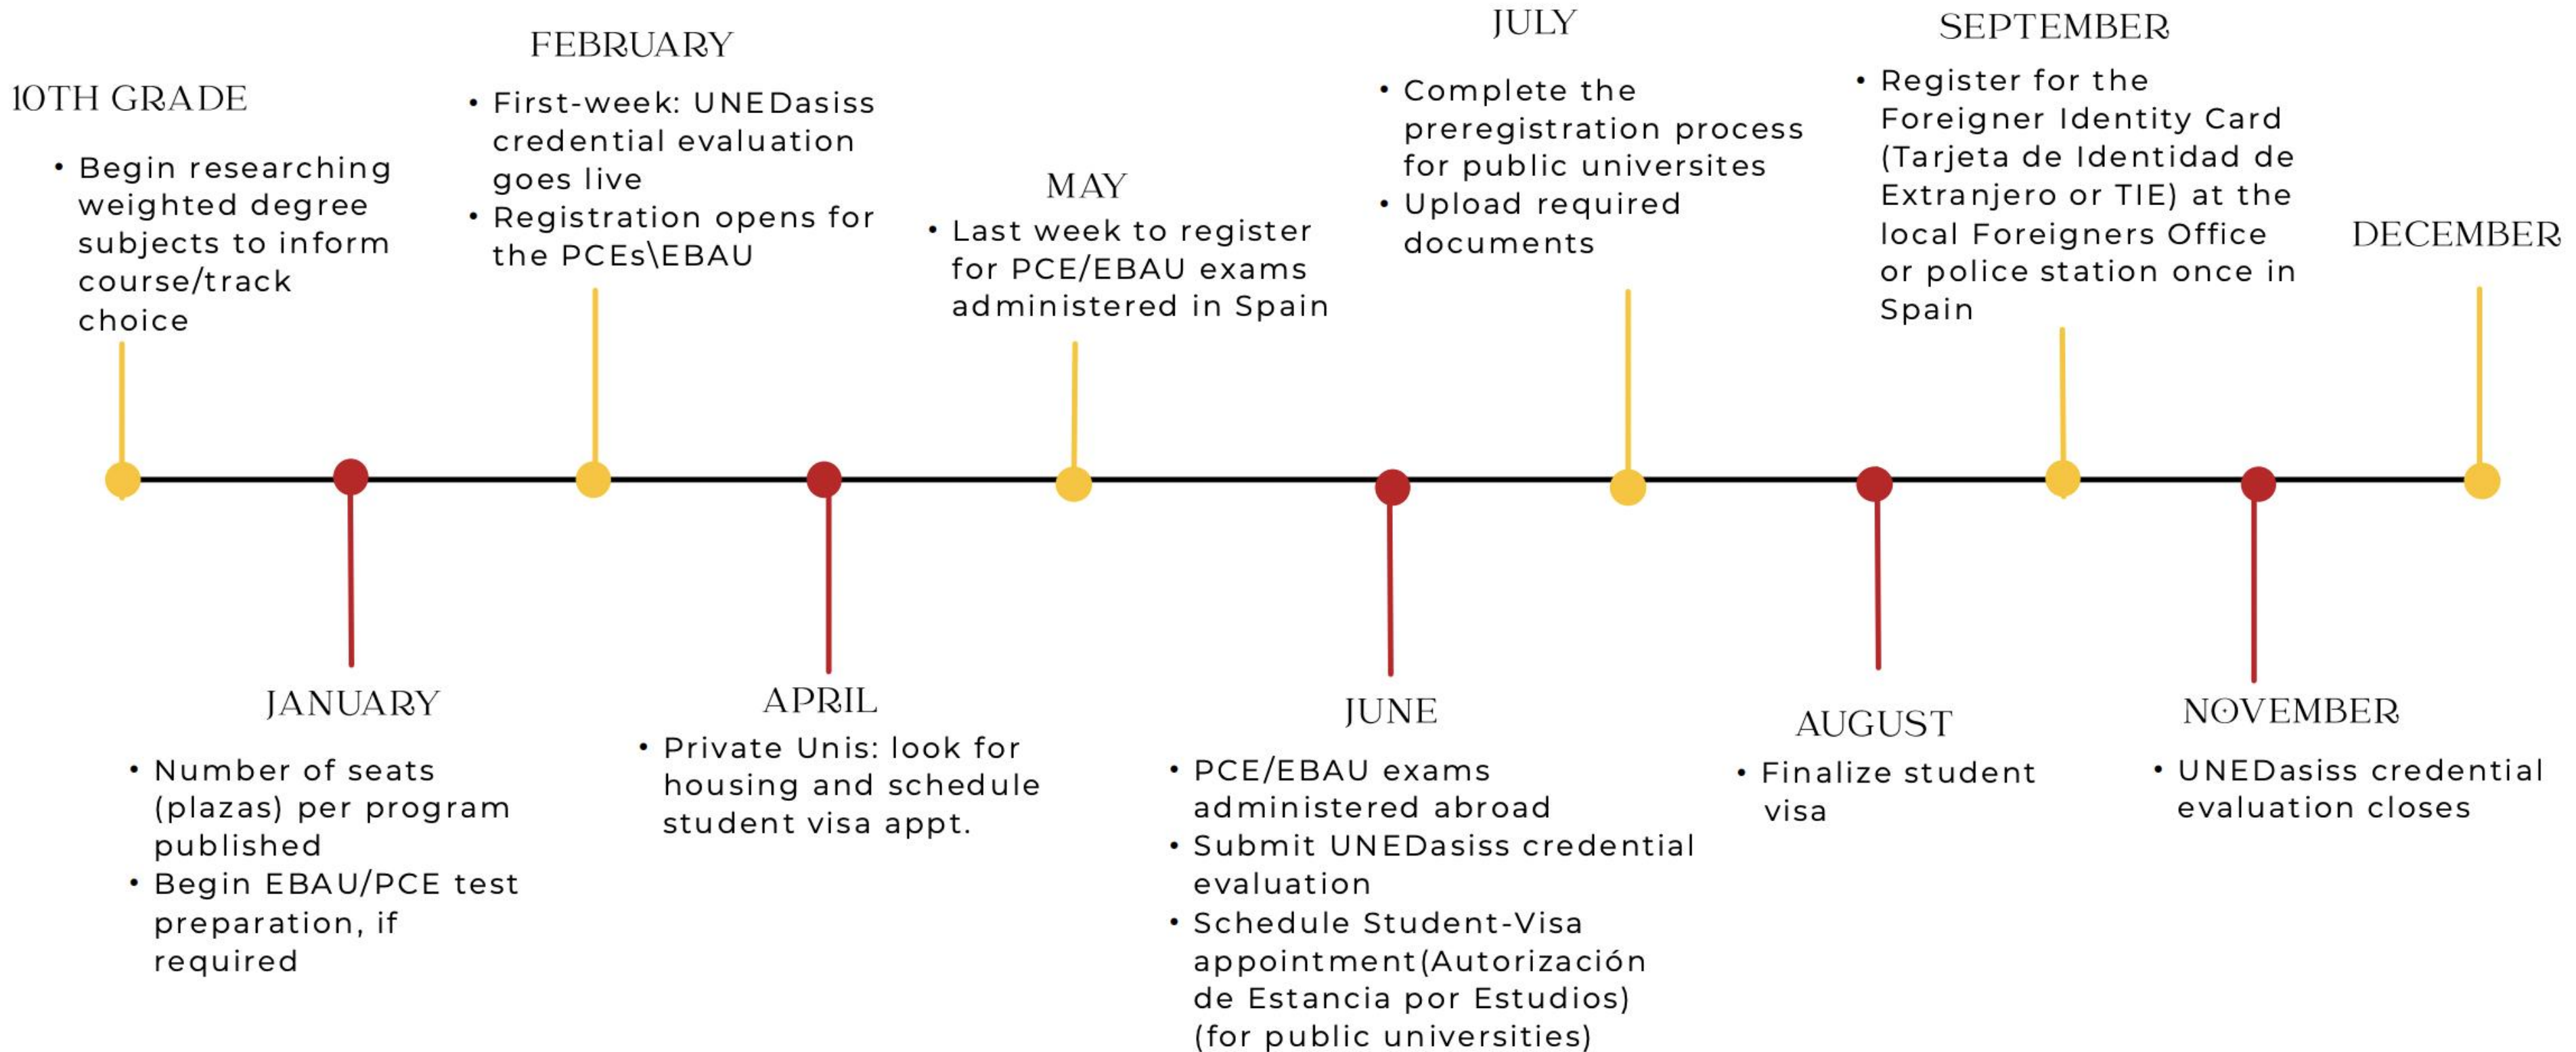 10TH GRADE
• Begin researching
weighted degree
subjects to inform
course/track
choice
JANUARY
• Number of seats
(plazas) per program
published
• Begin EBAU/PCE test
preparation, if
required
FEBRUARY
• First-week: UNEDasiss
credential evaluation
goes live
• Registration opens for
the PCEs\EBAU
APRIL
• Private Unis: look for
housing and schedule
student visa appt.
MAY
• Last week to register
for PCE/EBAU exams
administered in Spain
JUNE
• PCE/EBAU exams
administered abroad
• Submit UNEDasiss credential
evaluation
• Schedule Student-Visa
appointment(Autorización
de Estancia por Estudios)
(for public universities)
JULY
• Complete the
preregistration process
for public universites
• Upload required
documents
AUGUST
• Finalize student
visa
SEPTEMBER
• Register for the
Foreigner Identity Card
(Tarjeta de Identidad de
Extranjero or TIE) at the
local Foreigners Office
or police station once in
Spain
NOVEMBER
• UNEDasiss credential
evaluation closes
DECEMBER